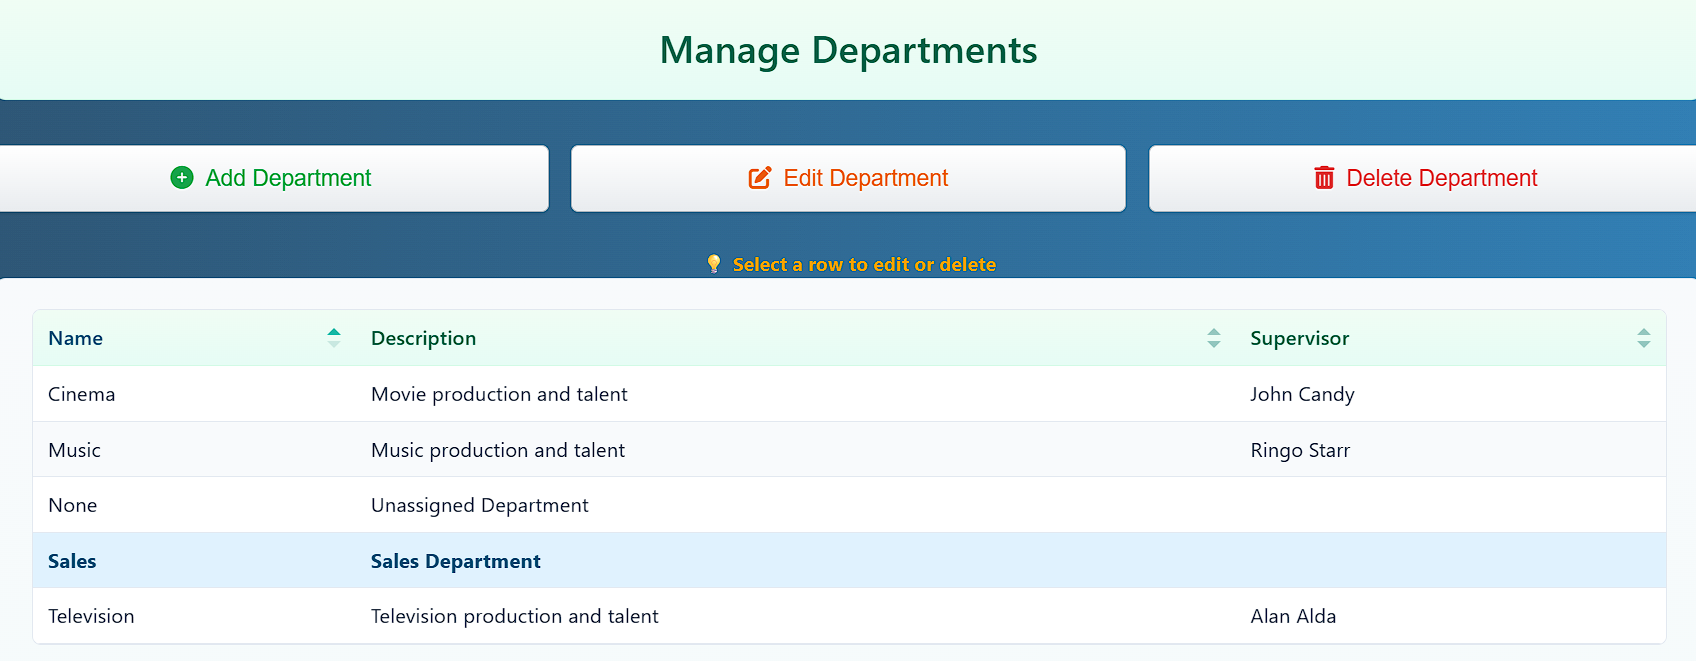 Manage Departments
Add Department Edit Department Delete Department
Select a row to edit or delete
Name Description Supervisor
Cinema Movie production and talent John Candy
Music Music production and talent Ringo Starr
None Unassigned Department
Sales Sales Department
Television Television production and talent Alan Alda